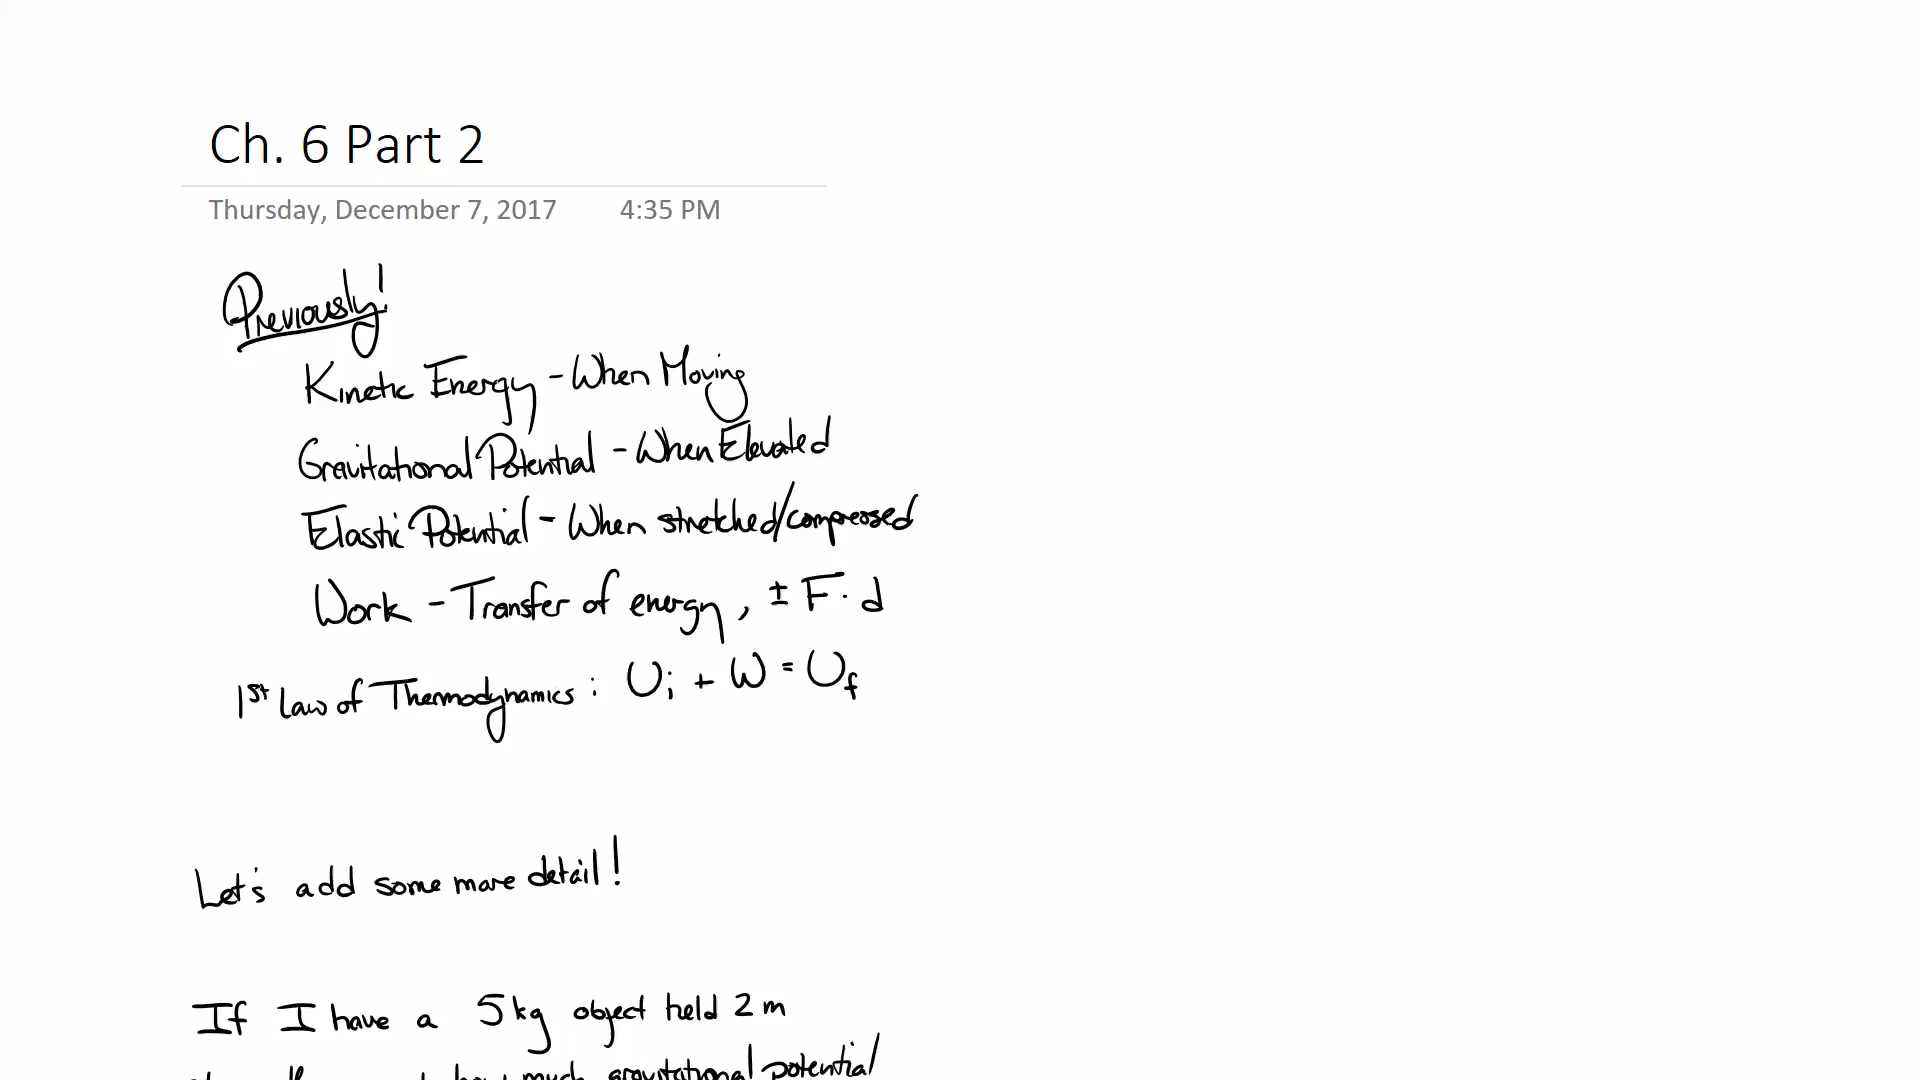 Ch. 6 Part 2
Thursday, December 7, 2017 4:35 PM
Previously!
Kinetic Energy - When Moving
Gravitational Potential - When Elevated
Elastic Potential - When stretched/compressed
Work - Transfer of energy, ± F · d
1st Law of Thermodynamics: Ui + W = Uf
Let's add some more detail!
If I have a 5 kg object held 2 m
how much gravitational potential